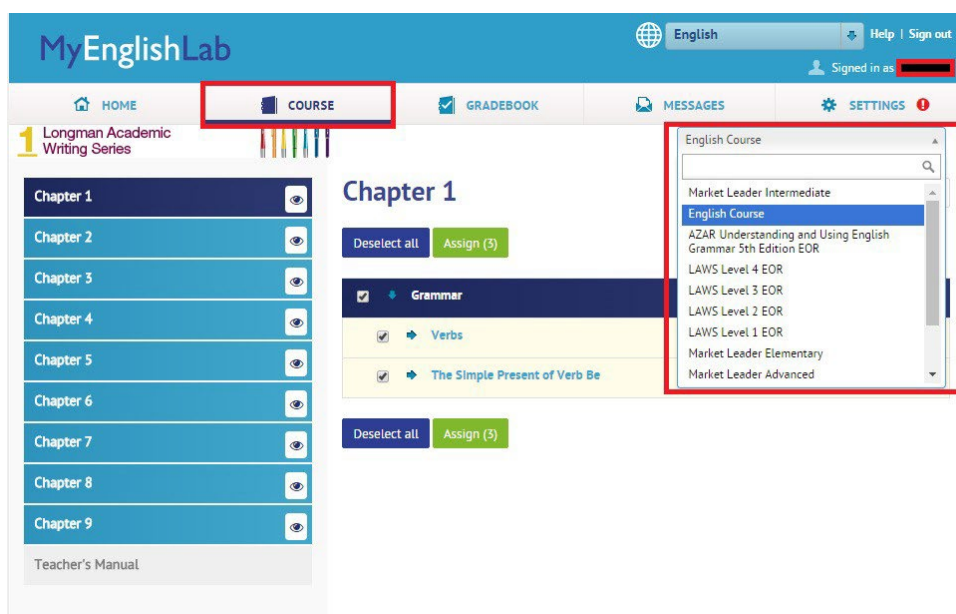 MyEnglishLab
English
Help | Sign out
Signed in as
HOME
COURSE
GRADEBOOK
MESSAGES
SETTINGS
1 Longman Academic
Writing Series
English Course
Market Leader Intermediate
English Course
AZAR Understanding and Using English
Grammar 5th Edition EOR
LAWS Level 4 EOR
LAWS Level 3 EOR
LAWS Level 2 EOR
LAWS Level 1 EOR
Market Leader Elementary
Market Leader Advanced
Chapter 1
Chapter 2
Chapter 3
Chapter 4
Chapter 5
Chapter 6
Chapter 7
Chapter 8
Chapter 9
Teacher's Manual
Chapter 1
Deselect all
Assign (3)
Grammar
Verbs
The Simple Present of Verb Be
Deselect all
Assign (3)